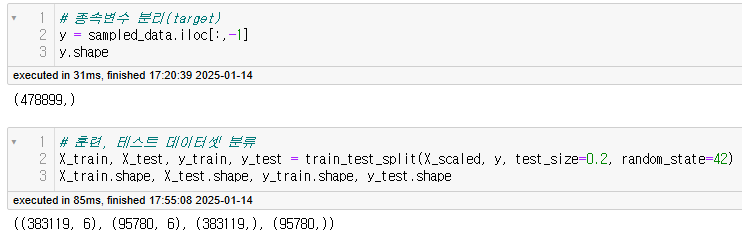 1 # 종속변수 분리(target)
2 y = sampled_data.iloc[:,-1]
3 y.shape
executed in 31ms, finished 17:20:39 2025-01-14
(478899,)
1 # 훈련, 테스트 데이터셋 분류
2 X_train, X_test, y_train, y_test = train_test_split(X_scaled, y, test_size=0.2, random_state=42)
3 X_train.shape, X_test.shape, y_train.shape, y_test.shape
executed in 85ms, finished 17:55:08 2025-01-14
((383119, 6), (95780, 6), (383119,), (95780,))